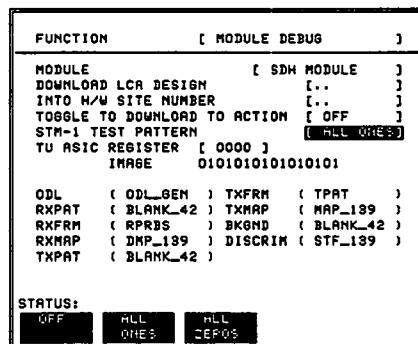 FUNCTION [ MODULE DEBUG ]
MODULE [ SDH MODULE ]
DOWNLOAD LCA DESIGN [.. ]
INTO H/W SITE NUMBER [.. ]
TOGGLE TO DOWNLOAD TO ACTION [ OFF ]
STM-1 TEST PATTERN [ ALL ONES]
TU ASIC REGISTER [ 0000 ]
IMAGE 0101010101010101
ODL ( ODL_GEN ) TXFRM ( TPAT )
RXPAT ( BLANK_42 ) TXMAP ( MAP_139 )
RXFRM ( RPRBS ) BKGND ( BLANK_42 )
RXMAP ( DMP_139 ) DISCRIM ( STF_139 )
TXPAT ( BLANK_42 )
STATUS:
OFF ALL ALL
ONES ZEROS